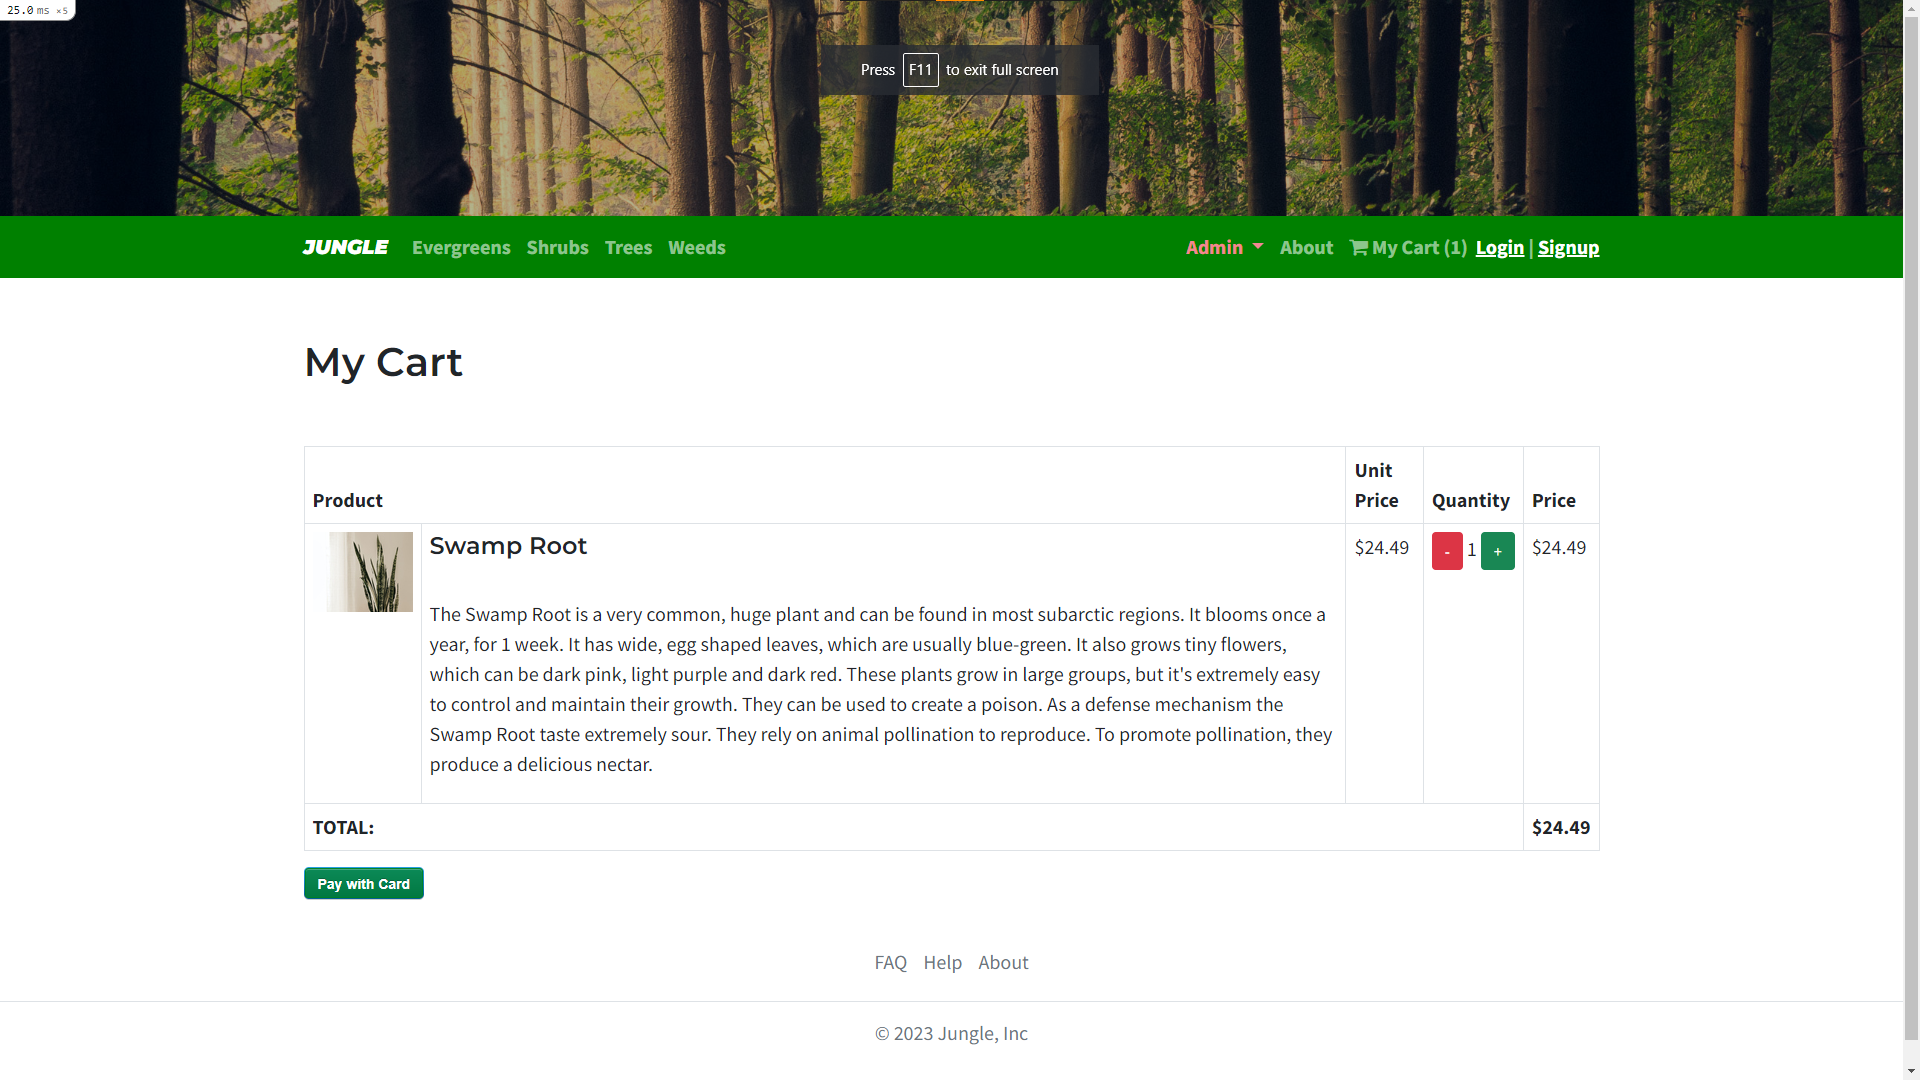 25.0 ms ×5
Press F11 to exit full screen
JUNGLE Evergreens Shrubs Trees Weeds Admin About My Cart (1) Login | Signup
My Cart
Product Unit Price Quantity Price
Swamp Root $24.49 - 1 + $24.49
The Swamp Root is a very common, huge plant and can be found in most subarctic regions. It blooms once a
year, for 1 week. It has wide, egg shaped leaves, which are usually blue-green. It also grows tiny flowers,
which can be dark pink, light purple and dark red. These plants grow in large groups, but it's extremely easy
to control and maintain their growth. They can be used to create a poison. As a defense mechanism the
Swamp Root taste extremely sour. They rely on animal pollination to reproduce. To promote pollination, they
produce a delicious nectar.
TOTAL: $24.49
Pay with Card
FAQ Help About
© 2023 Jungle, Inc